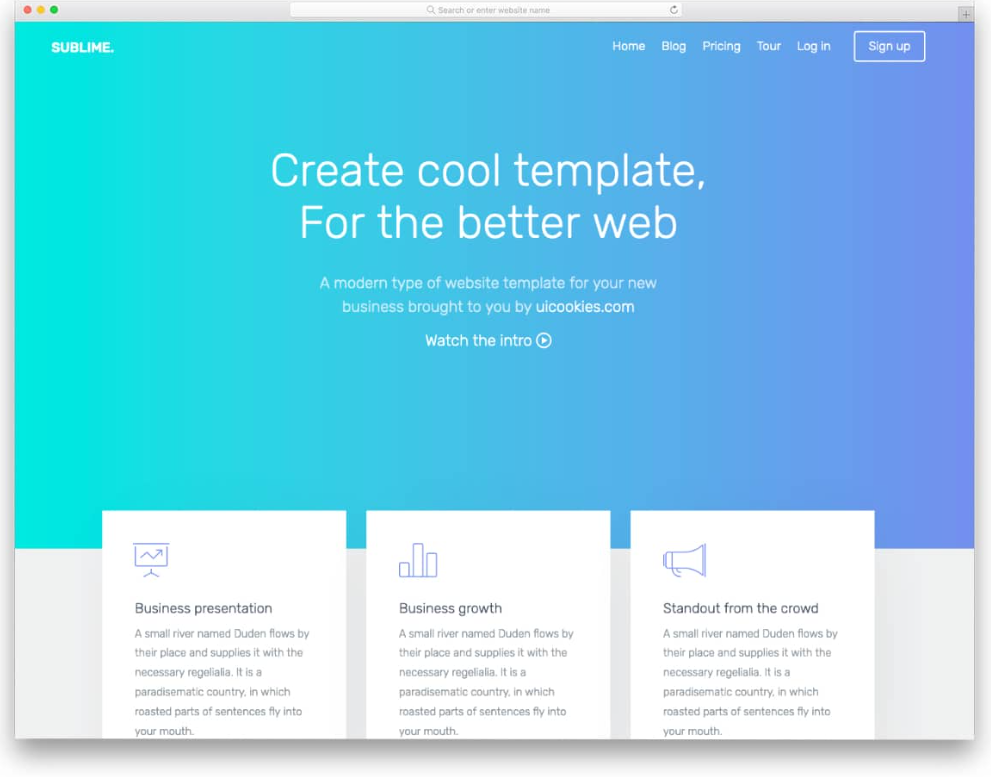 Search or enter website name
SUBLIME.
Home Blog Pricing Tour Log in Sign up
Create cool template,
For the better web
A modern type of website template for your new
business brought to you by uicookies.com
Watch the intro
Business presentation
A small river named Duden flows by
their place and supplies it with the
necessary regelialia. It is a
paradisematic country, in which
roasted parts of sentences fly into
your mouth.
Business growth
A small river named Duden flows by
their place and supplies it with the
necessary regelialia. It is a
paradisematic country, in which
roasted parts of sentences fly into
your mouth.
Standout from the crowd
A small river named Duden flows by
their place and supplies it with the
necessary regelialia. It is a
paradisematic country, in which
roasted parts of sentences fly into
your mouth.